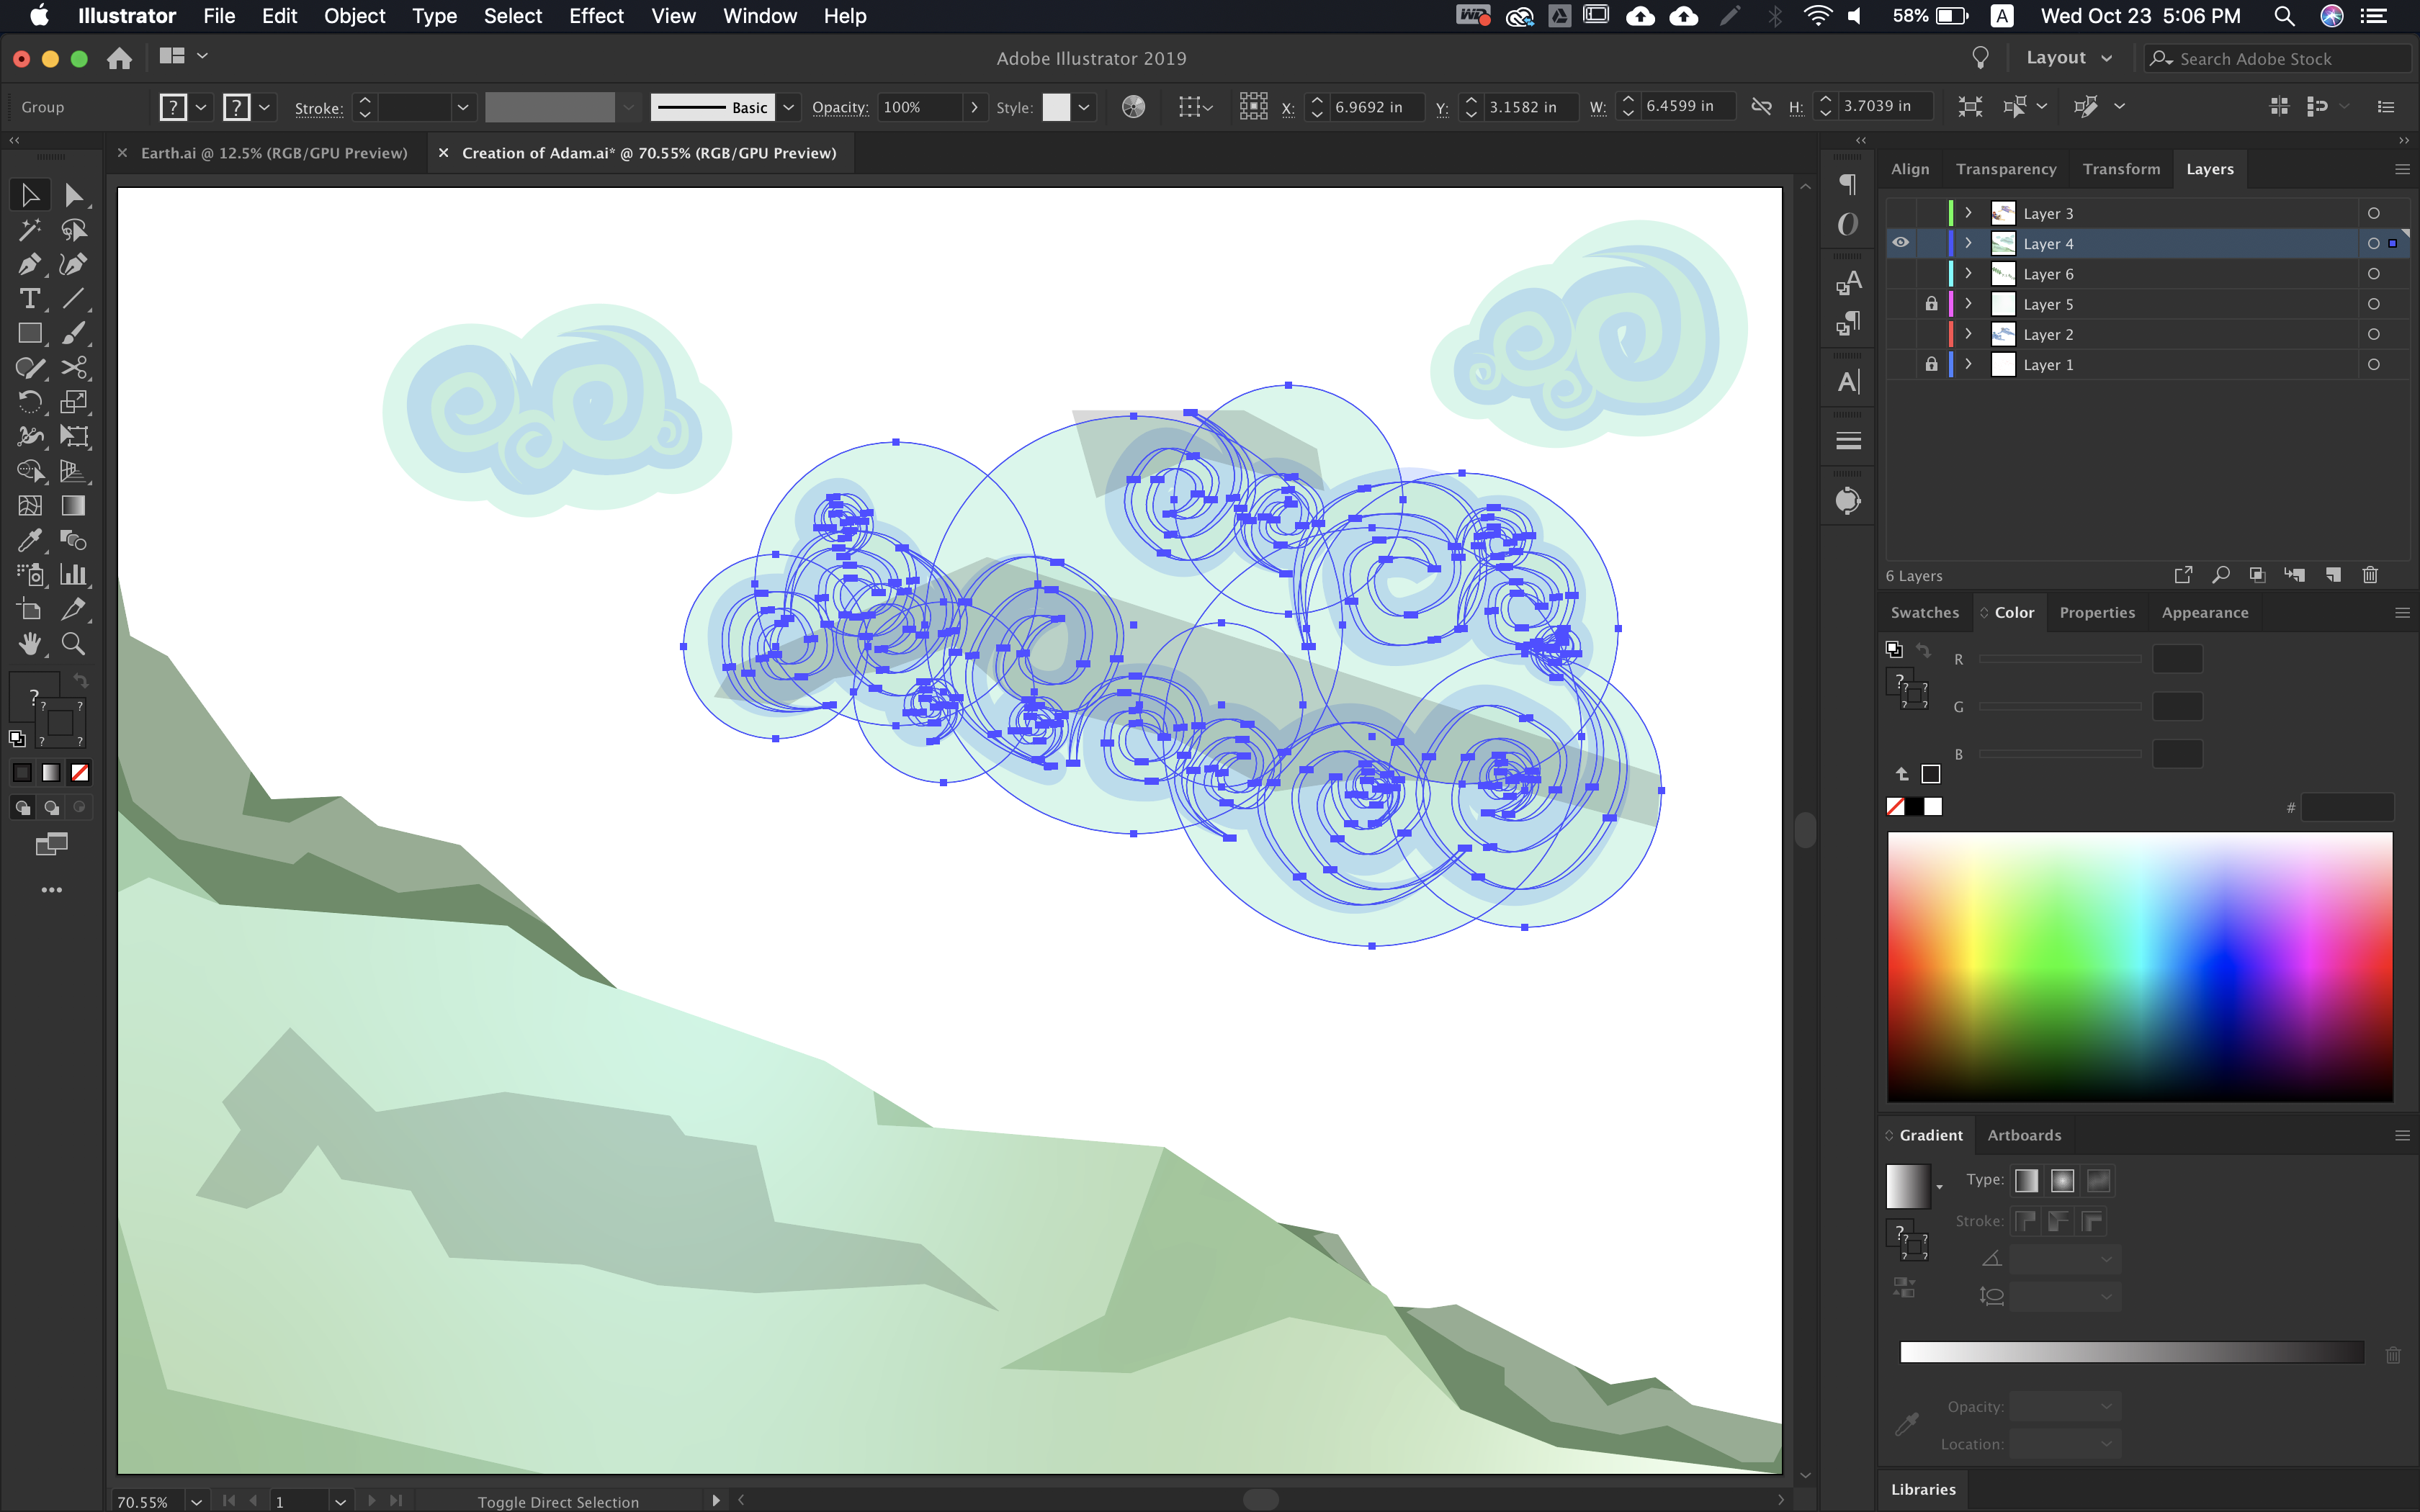 Illustrator File Edit Object Type Select Effect View Window Help 58% A Wed Oct 23 5:06 PM
Adobe Illustrator 2019 Layout Search Adobe Stock
Group ? ? Stroke: Basic Opacity: 100% Style: X: 6.9692 in Y: 3.1582 in W: 6.4599 in H: 3.7039 in
× Earth.ai @ 12.5% (RGB/GPU Preview) × Creation of Adam.ai* @ 70.55% (RGB/GPU Preview)
Align Transparency Transform Layers
Layer 3
Layer 4
Layer 6
Layer 5
Layer 2
Layer 1
6 Layers
Swatches Color Properties Appearance
R
G
B
#
Gradient Artboards
Type:
Stroke:
Opacity:
Location:
Libraries
70.55% 1 Toggle Direct Selection